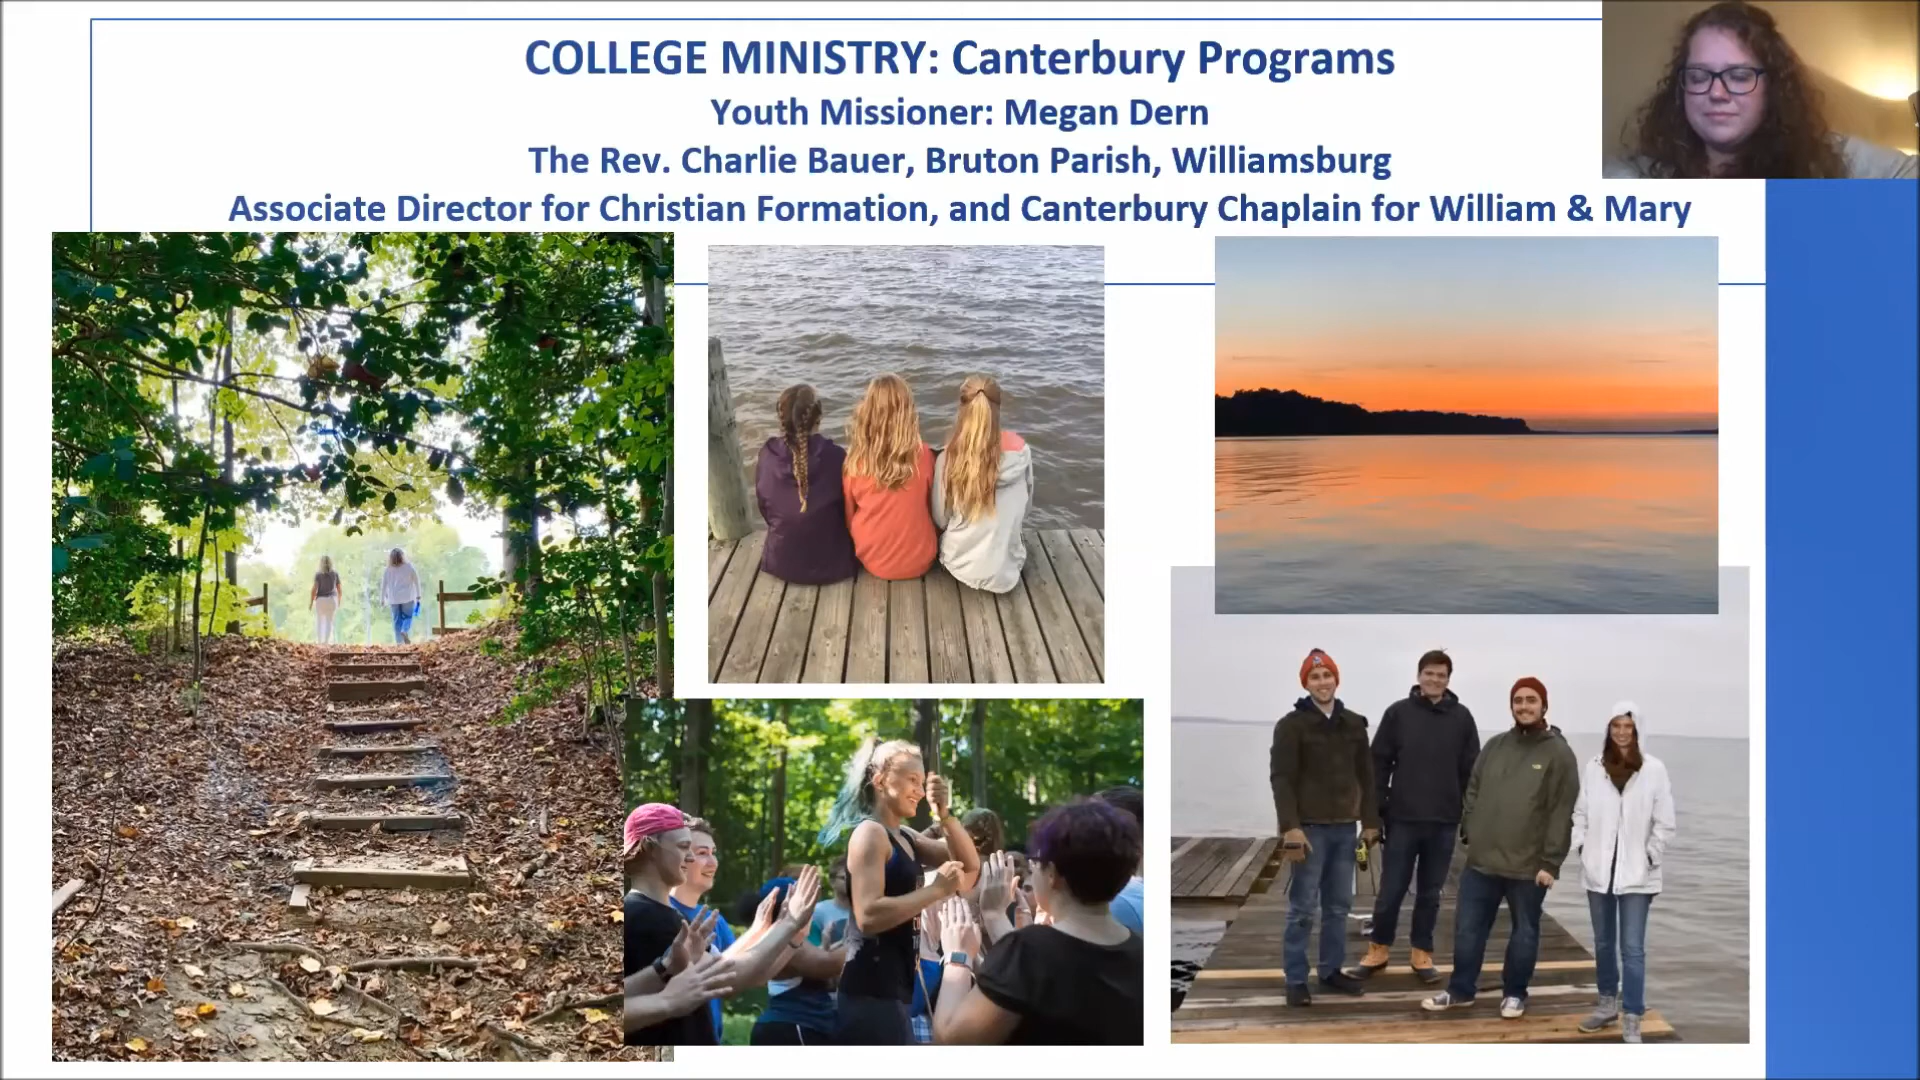 COLLEGE MINISTRY: Canterbury Programs
Youth Missioner: Megan Dern
The Rev. Charlie Bauer, Bruton Parish, Williamsburg
Associate Director for Christian Formation, and Canterbury Chaplain for William & Mary